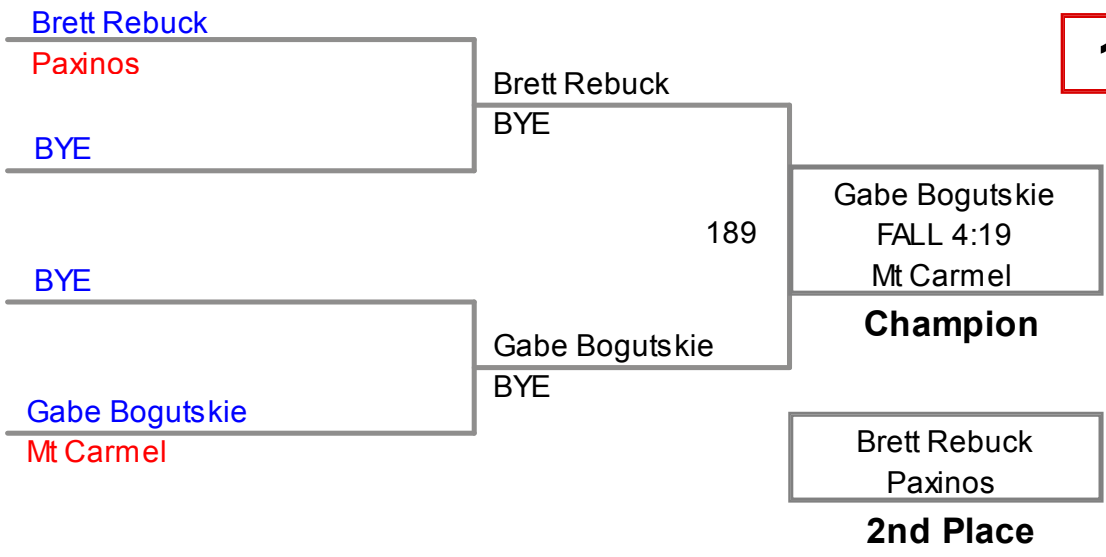 Brett Rebuck
Paxinos
BYE
Brett Rebuck
BYE
BYE
Gabe Bogutskie
Mt Carmel
Gabe Bogutskie
BYE
189
Gabe Bogutskie
FALL 4:19
Mt Carmel
Champion
Brett Rebuck
Paxinos
2nd Place